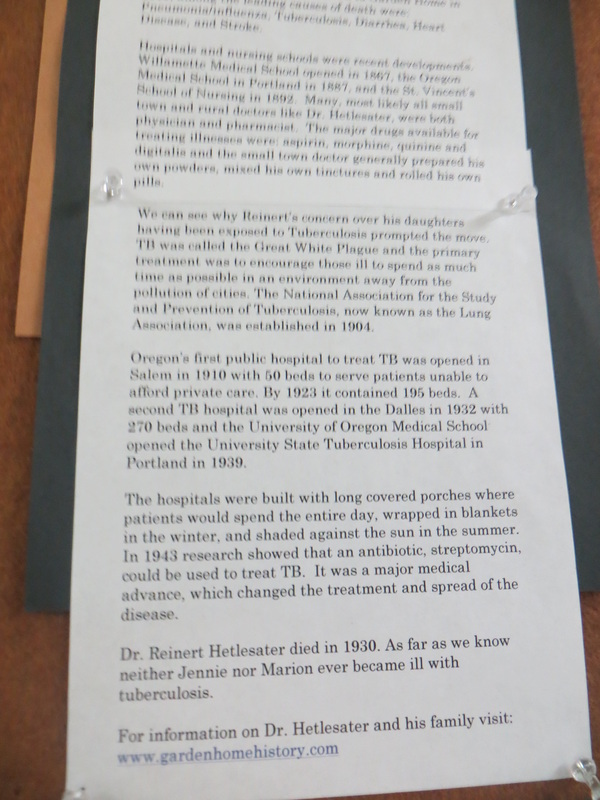 the leading causes of death were:
Pneumonia/influenza, Tuberculosis, Diarrhea, Heart
Disease, and Stroke.
Hospitals and nursing schools were recent developments.
Willamette Medical School opened in 1867, the Oregon
Medical School in Portland in 1887, and the St. Vincent's
School of Nursing in 1892. Many, most likely all small
town and rural doctors like Dr. Hetlesater, were both
physician and pharmacist. The major drugs available for
treating illnesses were: aspirin, morphine, quinine and
digitalis and the small town doctor generally prepared his
own powders, mixed his own tinctures and rolled his own
pills.
We can see why Reinert's concern over his daughters
having been exposed to Tuberculosis prompted the move.
TB was called the Great White Plague and the primary
treatment was to encourage those ill to spend as much
time as possible in an environment away from the
pollution of cities. The National Association for the Study
and Prevention of Tuberculosis, now known as the Lung
Association, was established in 1904.
Oregon's first public hospital to treat TB was opened in
Salem in 1910 with 50 beds to serve patients unable to
afford private care. By 1923 it contained 195 beds. A
second TB hospital was opened in the Dalles in 1932 with
270 beds and the University of Oregon Medical School
opened the University State Tuberculosis Hospital in
Portland in 1939.
The hospitals were built with long covered porches where
patients would spend the entire day, wrapped in blankets
in the winter, and shaded against the sun in the summer.
In 1943 research showed that an antibiotic, streptomycin,
could be used to treat TB. It was a major medical
advance, which changed the treatment and spread of the
disease.
Dr. Reinert Hetlesater died in 1930. As far as we know
neither Jennie nor Marion ever became ill with
tuberculosis.
For information on Dr. Hetlesater and his family visit:
www.gardenhomehistory.com